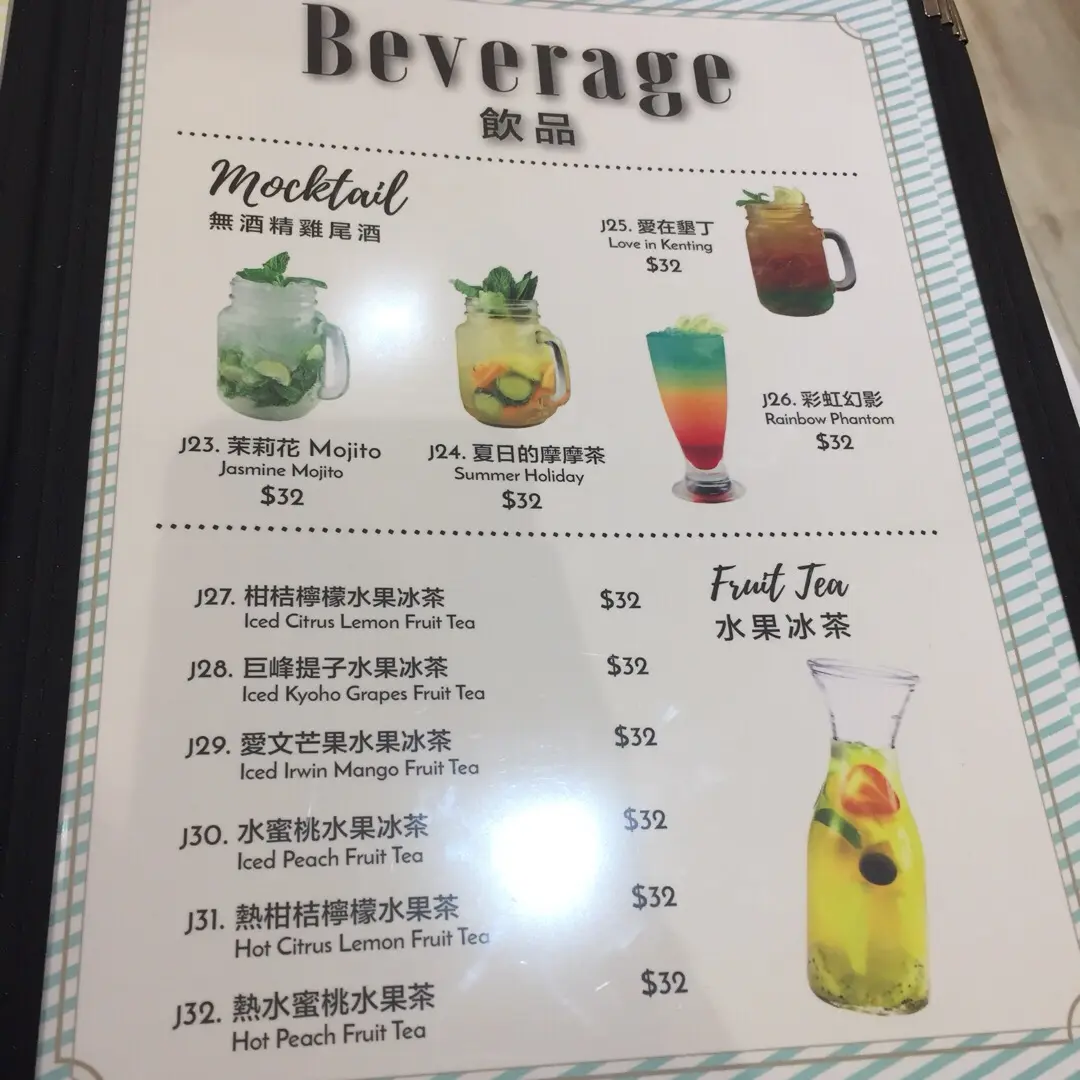 Beverage
飲品
Mocktail
無酒精雞尾酒
J25. 愛在墾丁
Love in Kenting
$32
J26. 彩虹幻影
Rainbow Phantom
$32
J23. 茉莉花 Mojito
Jasmine Mojito
$32
J24. 夏日的摩摩茶
Summer Holiday
$32
Fruit Tea
水果冰茶
J27. 柑桔檸檬水果冰茶 $32
Iced Citrus Lemon Fruit Tea
J28. 巨峰提子水果冰茶 $32
Iced Kyoho Grapes Fruit Tea
J29. 愛文芒果水果冰茶 $32
Iced Irwin Mango Fruit Tea
J30. 水蜜桃水果冰茶 $32
Iced Peach Fruit Tea
J31. 熱柑桔檸檬水果茶 $32
Hot Citrus Lemon Fruit Tea
J32. 熱水蜜桃水果茶 $32
Hot Peach Fruit Tea